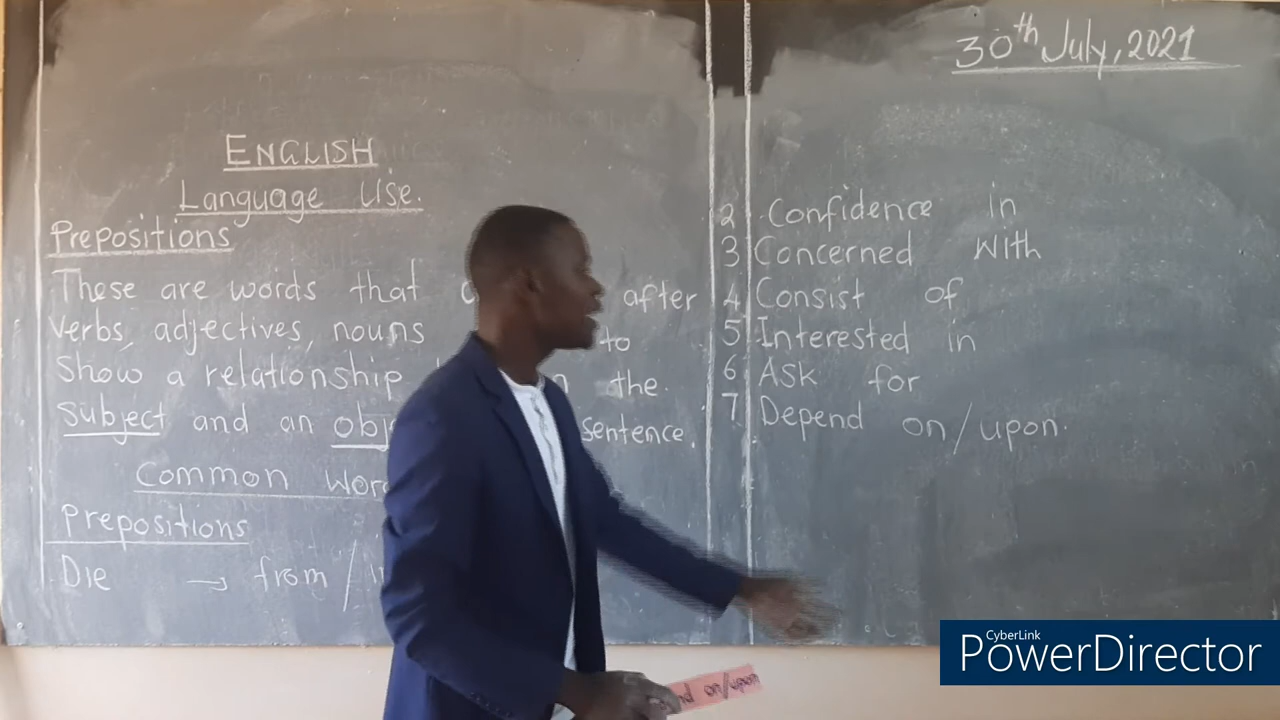 30th July, 2021
ENGLISH
Language Use.
Prepositions
These are words that after
verbs, adjectives, nouns to
Show a relationship the
subject and an sentence.
Common
Prepositions
Die → from /
2 Confidence in
3 Concerned with
4 Consist of
5 Interested in
6 Ask for
7 Depend on/upon.
on/upon
CyberLink
PowerDirector